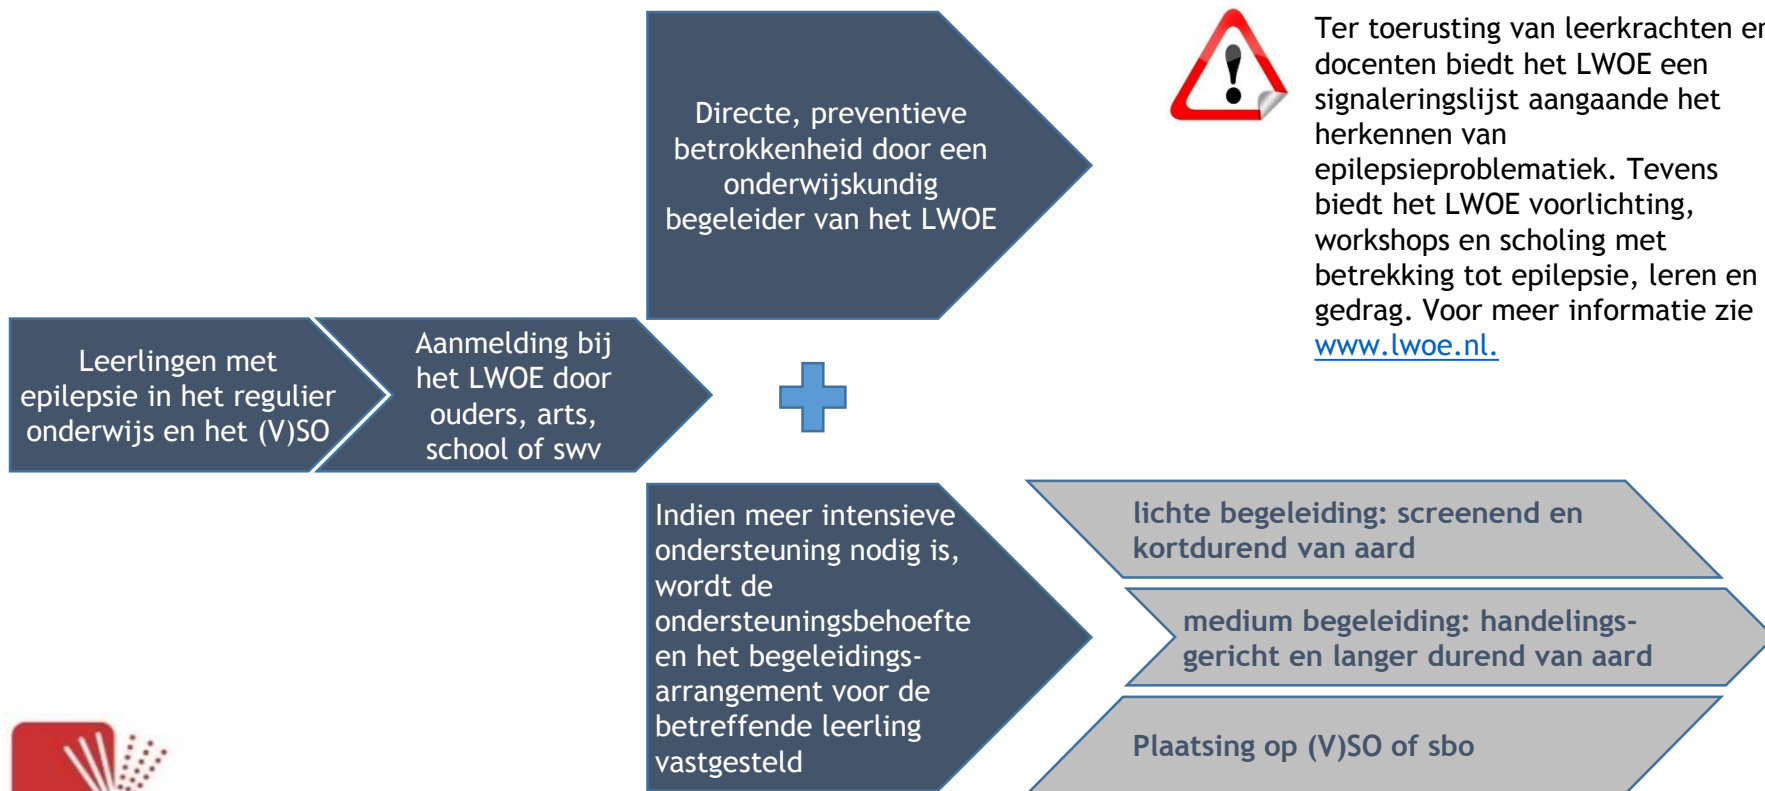 Leerlingen met
epilepsie in het regulier
onderwijs en het (V)SO
Aanmelding bij
het LWOE door
ouders, arts,
school of swv
Directe, preventieve
betrokkenheid door een
onderwijskundig
begeleider van het LWOE
Ter toerusting van leerkrachten en
docenten biedt het LWOE een
signaleringslijst aangaande het
herkennen van
epilepsieproblematiek. Tevens
biedt het LWOE voorlichting,
workshops en scholing met
betrekking tot epilepsie, leren en
gedrag. Voor meer informatie zie
www.lwoe.nl.
Indien meer intensieve
ondersteuning nodig is,
wordt de
ondersteuningsbehoefte
en het begeleidings-
arrangement voor de
betreffende leerling
vastgesteld
lichte begeleiding: screenend en
kortdurend van aard
medium begeleiding: handelings-
gericht en langer durend van aard
Plaatsing op (V)SO of sbo